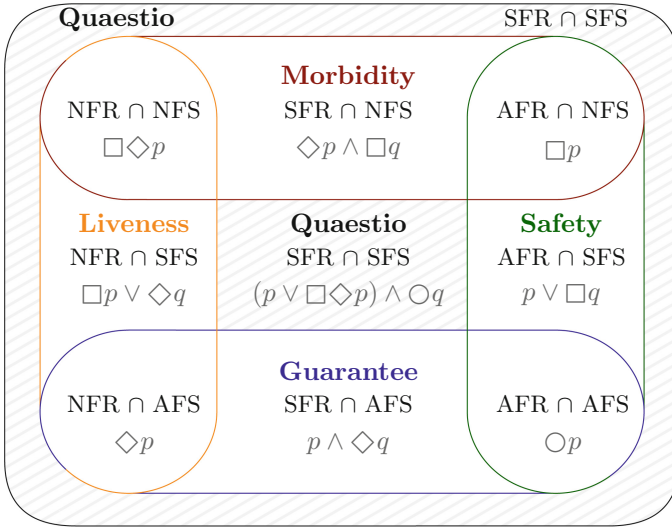 Quaestio SFR ∩ SFS
Morbidity
NFR ∩ NFS SFR ∩ NFS AFR ∩ NFS
□◇p ◇p ∧ □q □p
Liveness Quaestio Safety
NFR ∩ SFS SFR ∩ SFS AFR ∩ SFS
□p ∨ ◇q (p ∨ □◇p) ∧ ○q p ∨ □q
Guarantee
NFR ∩ AFS SFR ∩ AFS AFR ∩ AFS
◇p p ∧ ◇q ○p